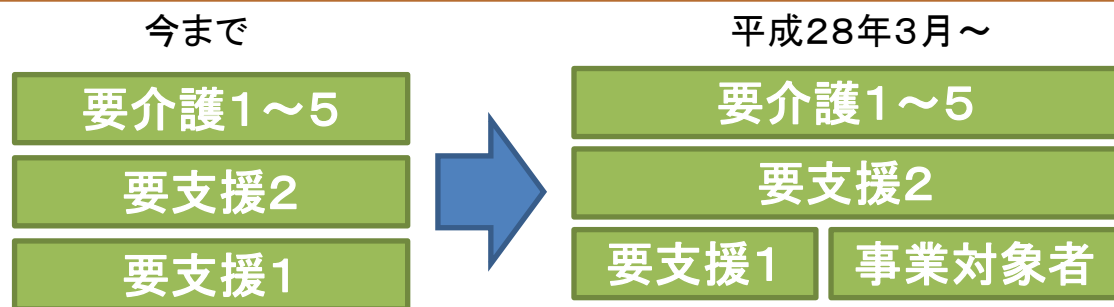 今まで
要介護1～5
要支援2
要支援1
平成28年3月～
要介護1～5
要支援2
要支援1
事業対象者